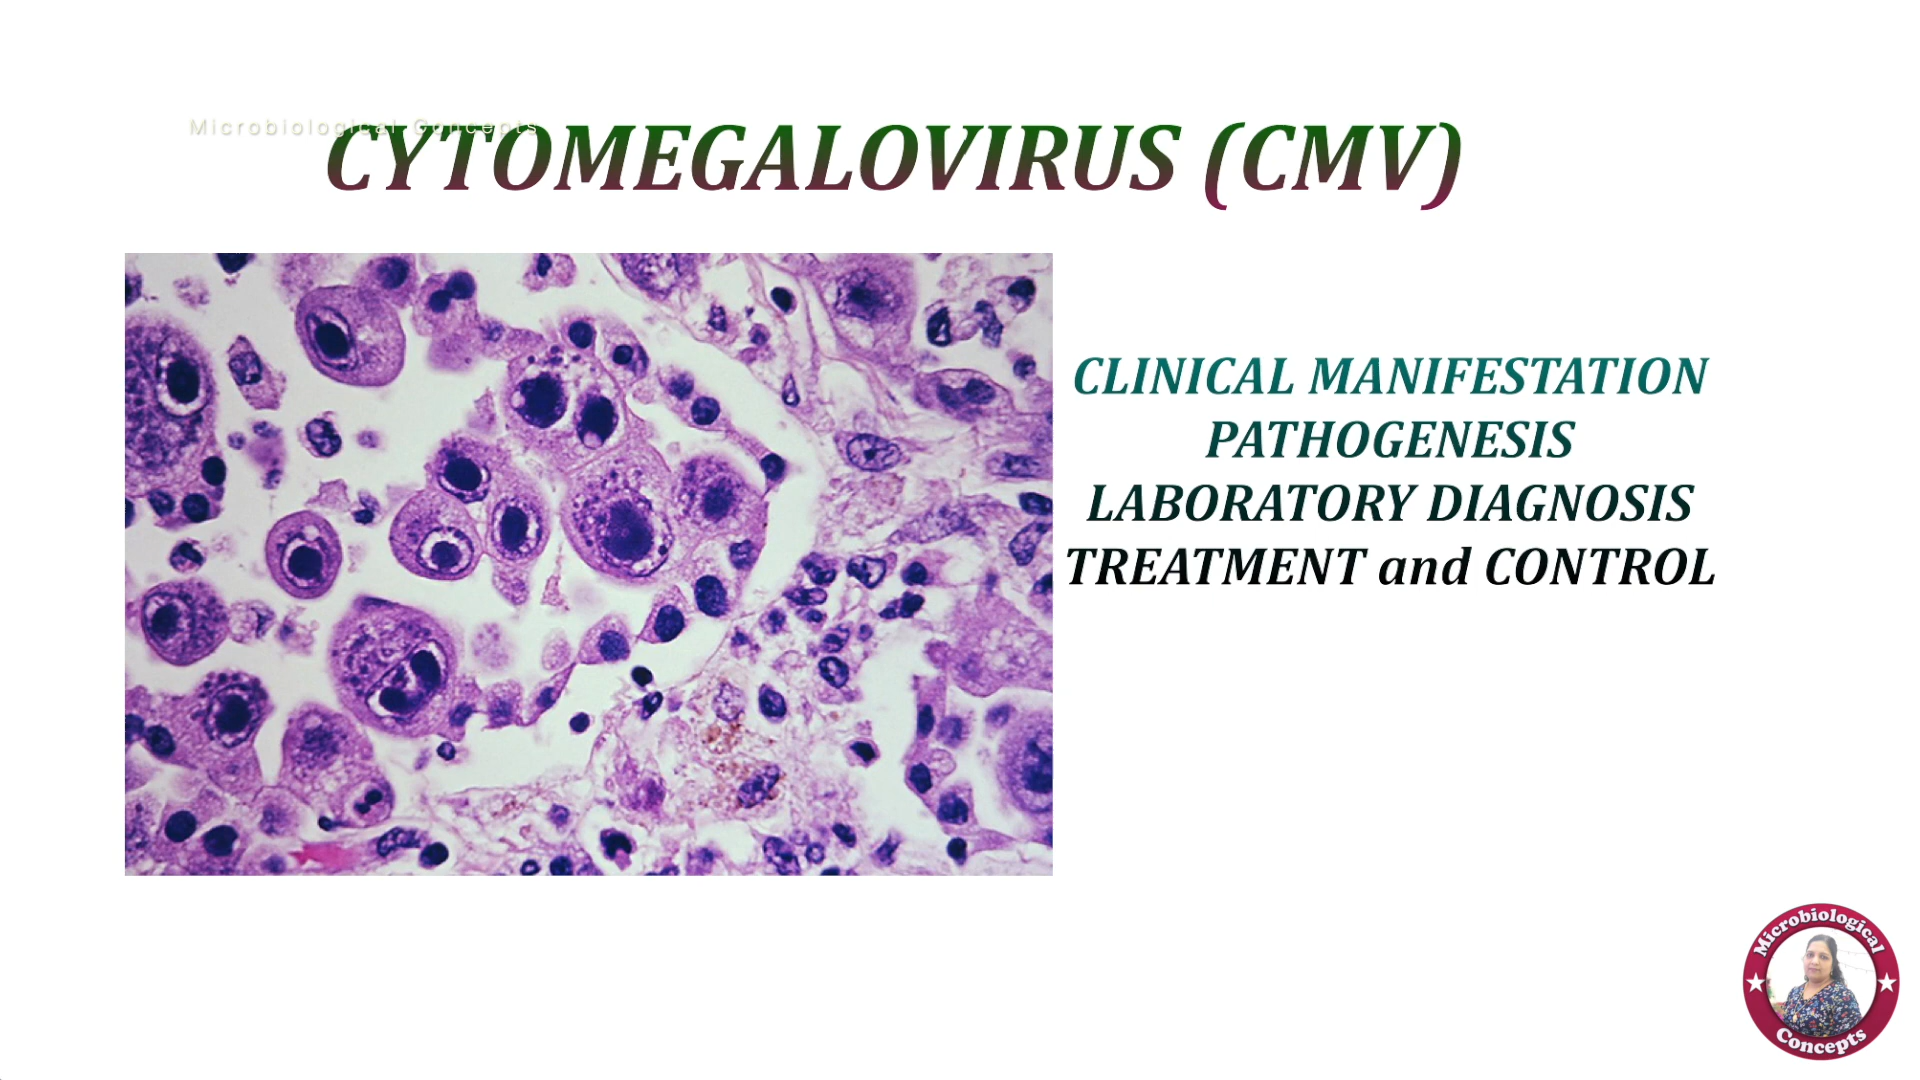 Microbiological Concepts
CYTOMEGALOVIRUS (CMV)
CLINICAL MANIFESTATION
PATHOGENESIS
LABORATORY DIAGNOSIS
TREATMENT and CONTROL
Microbiological
Concepts